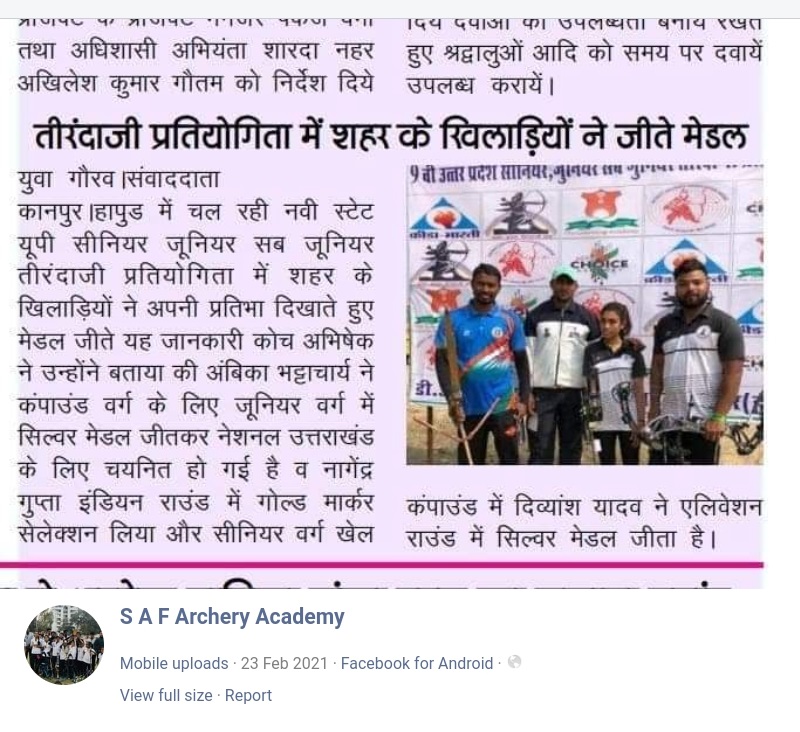 तथा अधिशासी अभियंता शारदा नहर
अखिलेश कुमार गौतम को निर्देश दिये
दिये दवाओं की उपलब्धता बनाये रखते
हुए श्रद्वालुओं आदि को समय पर दवायें
उपलब्ध करायें।
तीरंदाजी प्रतियोगिता में शहर के खिलाड़ियों ने जीते मेडल
युवा गौरव।संवाददाता
कानपुर।हापुड में चल रही नवी स्टेट
यूपी सीनियर जूनियर सब जूनियर
तीरंदाजी प्रतियोगिता में शहर के
खिलाड़ियों ने अपनी प्रतिभा दिखाते हुए
मेडल जीते यह जानकारी कोच अभिषेक
ने उन्होंने बताया की अंबिका भट्टाचार्य ने
कंपाउंड वर्ग के लिए जूनियर वर्ग में
सिल्वर मेडल जीतकर नेशनल उत्तराखंड
के लिए चयनित हो गई है व नागेंद्र
गुप्ता इंडियन राउंड में गोल्ड मार्कर
सेलेक्शन लिया और सीनियर वर्ग खेल
9 वी उत्तर प्रदेश सीनियर,जूनियर सब
क्रीडा-भारती
CHOICE
डी.
कंपाउंड में दिव्यांश यादव ने एलिवेशन
राउंड में सिल्वर मेडल जीता है।
S A F Archery Academy
Mobile uploads · 23 Feb 2021 · Facebook for Android ·
View full size · Report